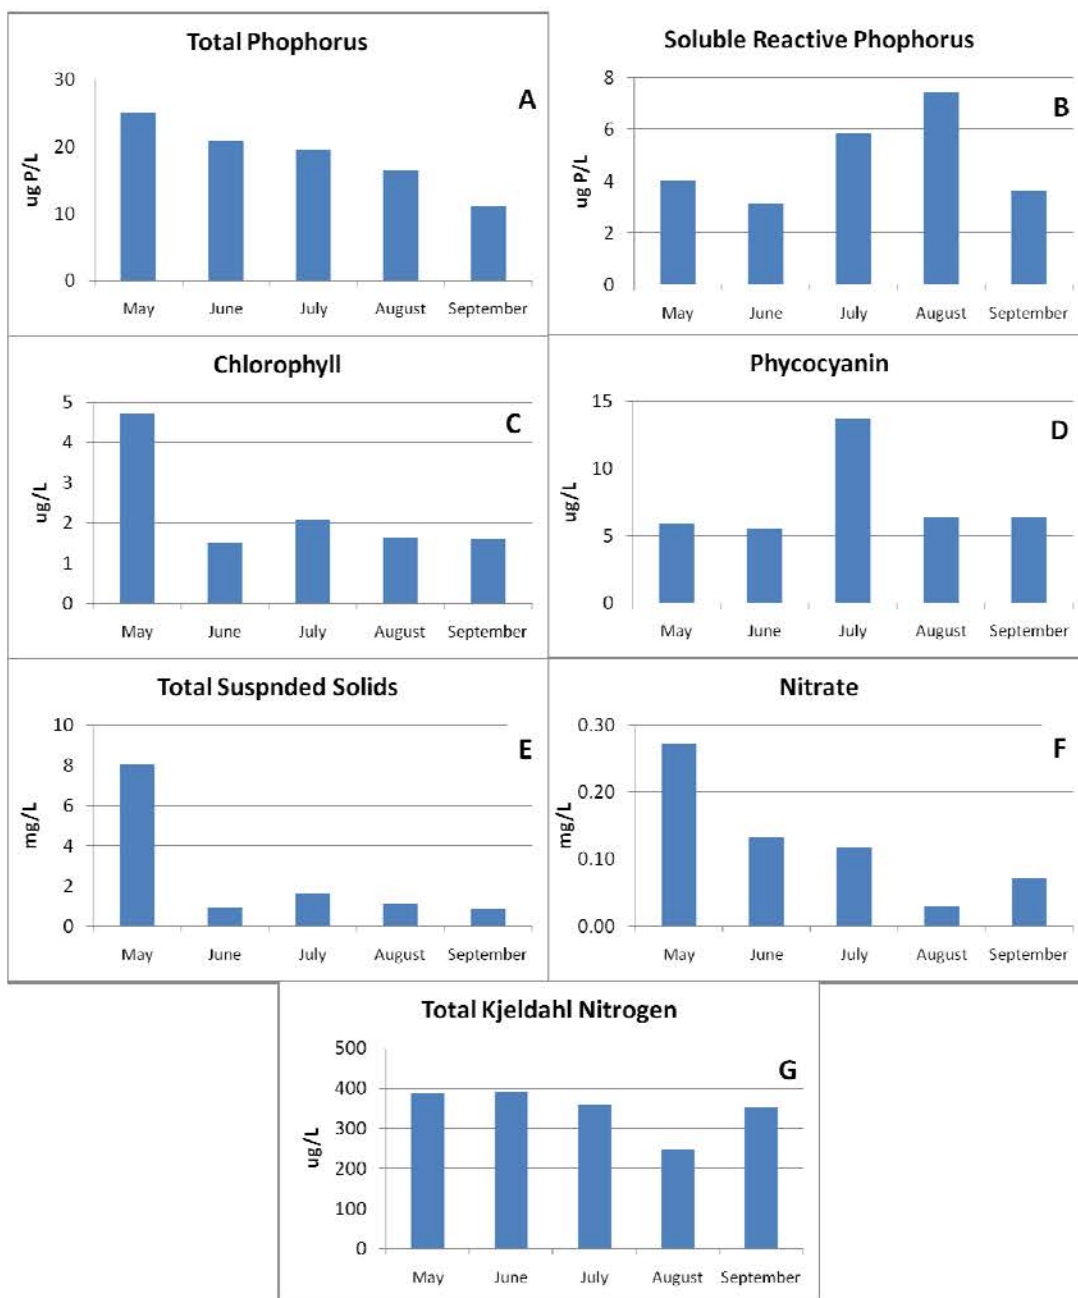 Total Phophorus
A
ug P/L
30
20
10
0
May June July August September
Soluble Reactive Phophorus
B
ug P/L
8
6
4
2
0
May June July August September
Chlorophyll
C
ug/L
5
4
3
2
1
0
May June July August September
Phycocyanin
D
ug/L
15
10
5
0
May June July August September
Total Suspnded Solids
E
mg/L
10
8
6
4
2
0
May June July August September
Nitrate
F
mg/L
0.30
0.20
0.10
0.00
May June July August September
Total Kjeldahl Nitrogen
G
ug/L
500
400
300
200
100
0
May June July August September